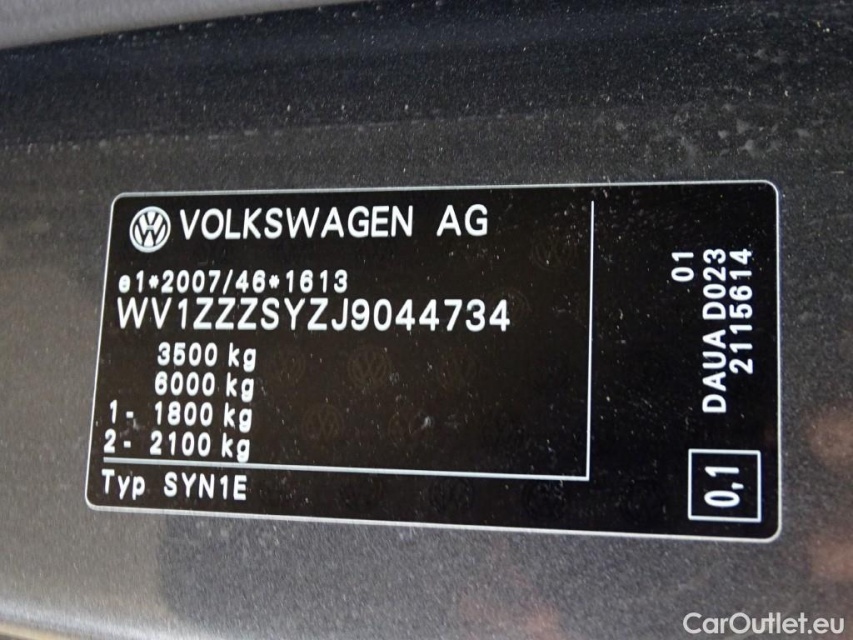 VOLKSWAGEN AG
e1*2007/46*1613
WV1ZZZSYZJ9044734
3500 kg
6000 kg
1- 1800 kg
2- 2100 kg
Typ SYN1E
01
DAUA D023
2115614
0,1
CarOutlet.eu